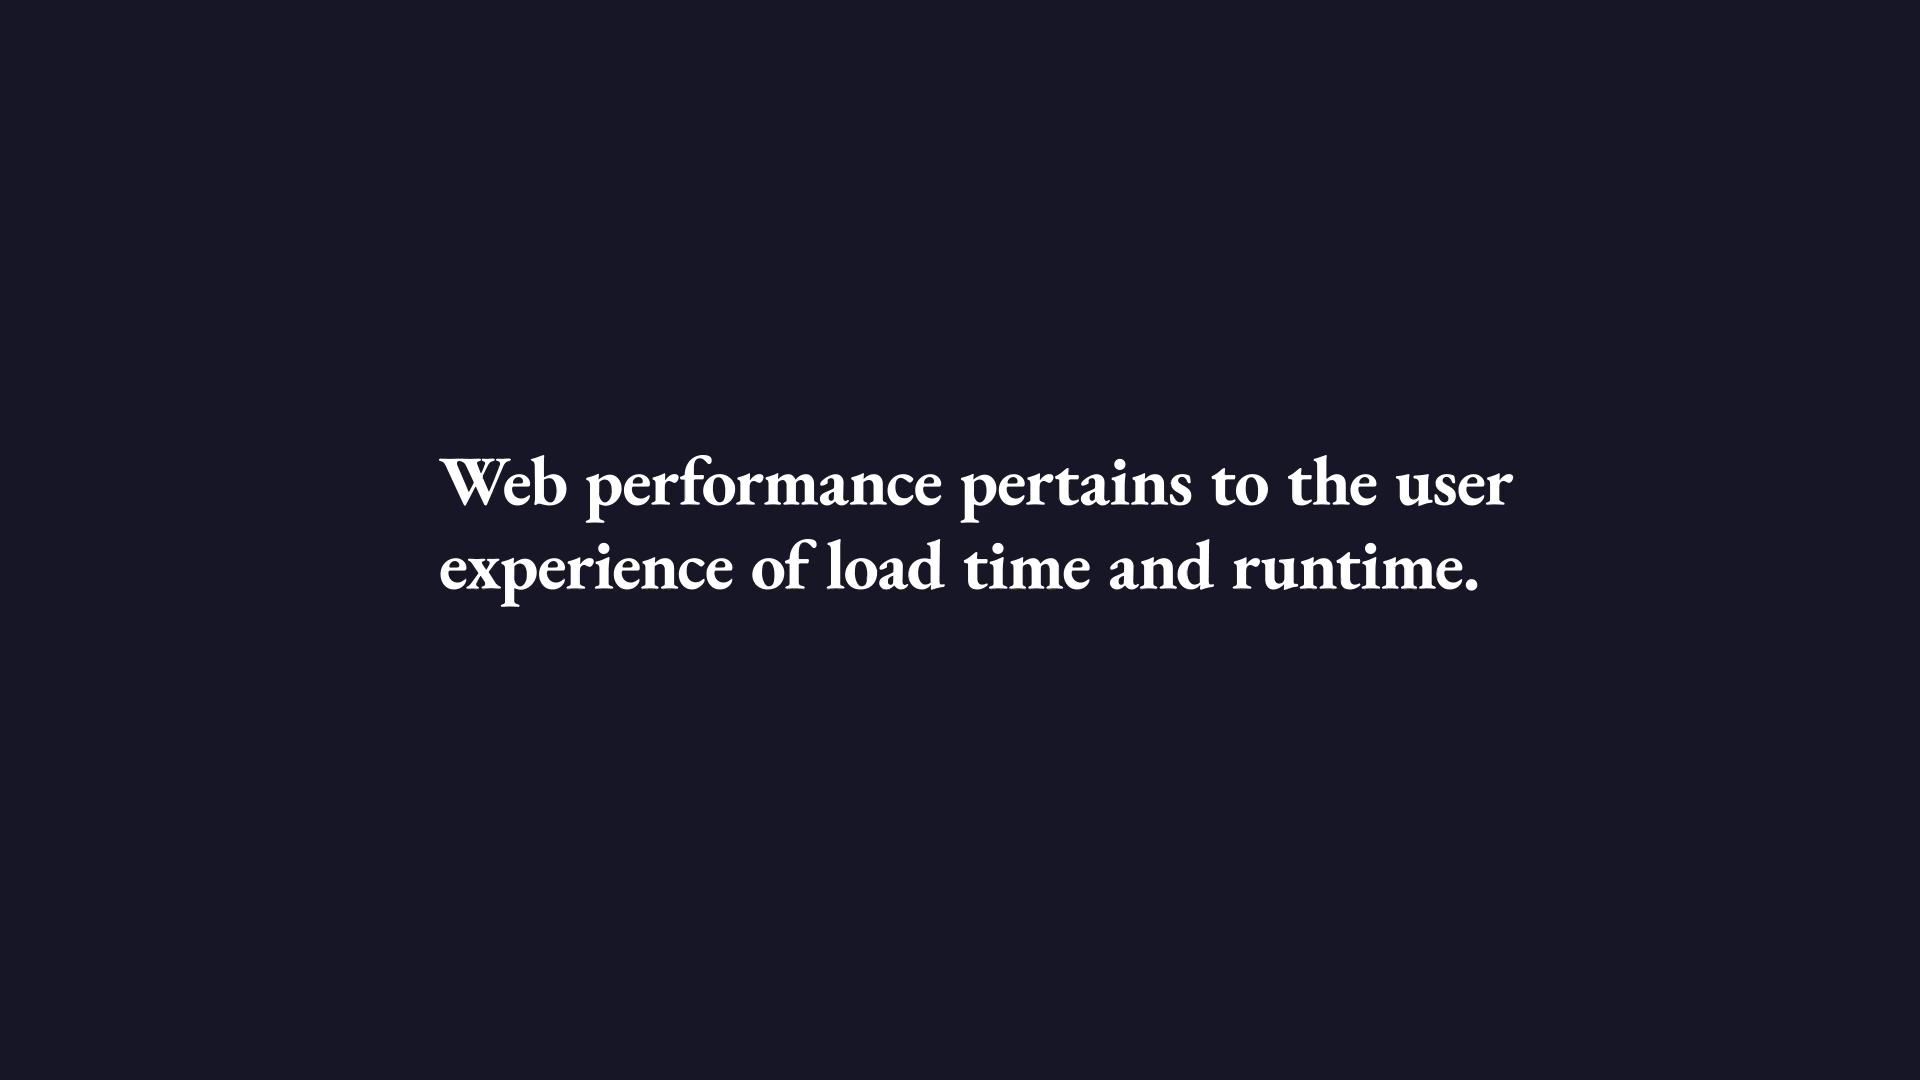 Web performance pertains to the user
experience of load time and runtime.